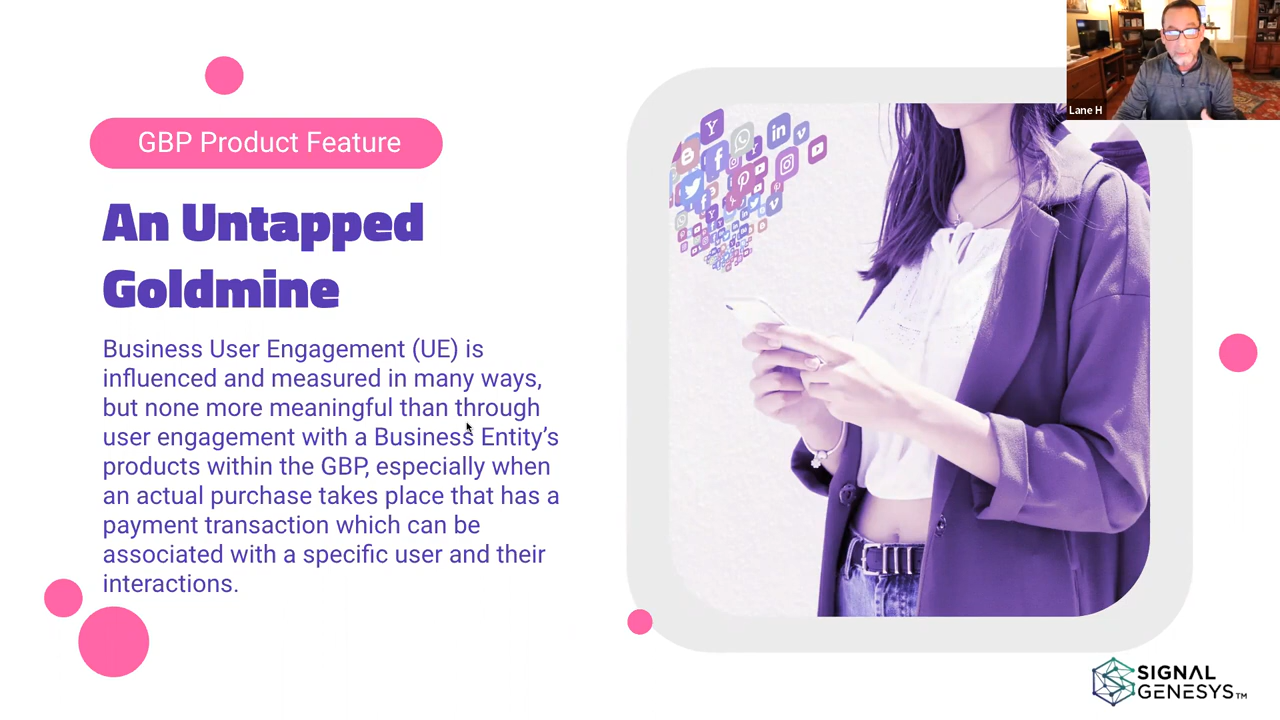 Lane H
GBP Product Feature
An Untapped
Goldmine
Business User Engagement (UE) is
influenced and measured in many ways,
but none more meaningful than through
user engagement with a Business Entity’s
products within the GBP, especially when
an actual purchase takes place that has a
payment transaction which can be
associated with a specific user and their
interactions.
SIGNAL
GENESYS™